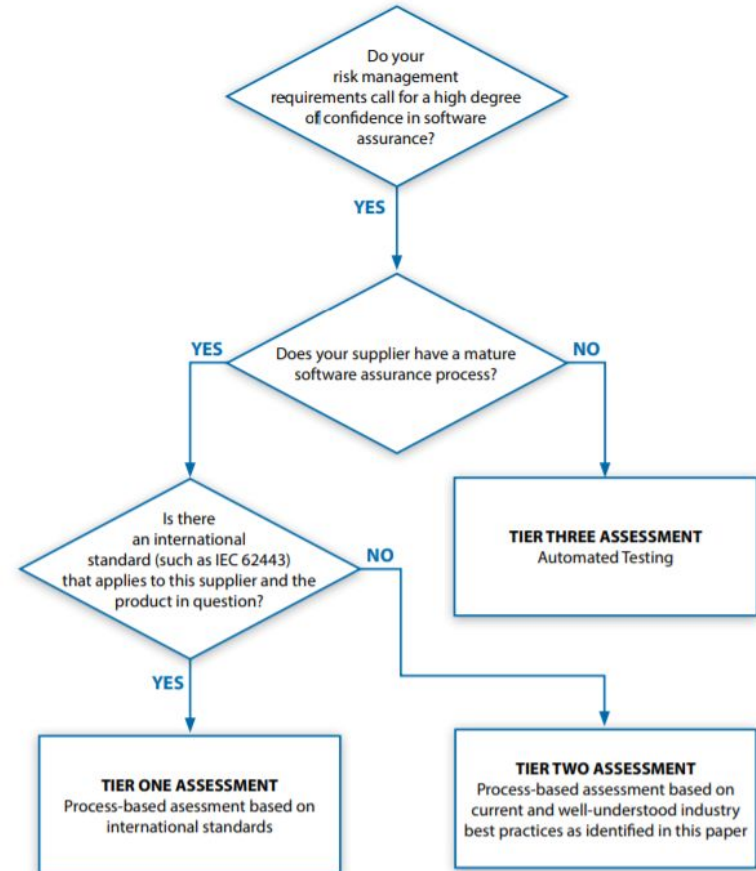 Do your
risk management
requirements call for a high degree
of confidence in software
assurance?
YES
YES
Does your supplier have a mature
software assurance process?
NO
Is there
an international
standard (such as IEC 62443)
that applies to this supplier and the
product in question?
NO
TIER THREE ASSESSMENT
Automated Testing
YES
TIER ONE ASSESSMENT
Process-based asessment based on
international standards
TIER TWO ASSESSMENT
Process-based assessment based on
current and well-understood industry
best practices as identified in this paper